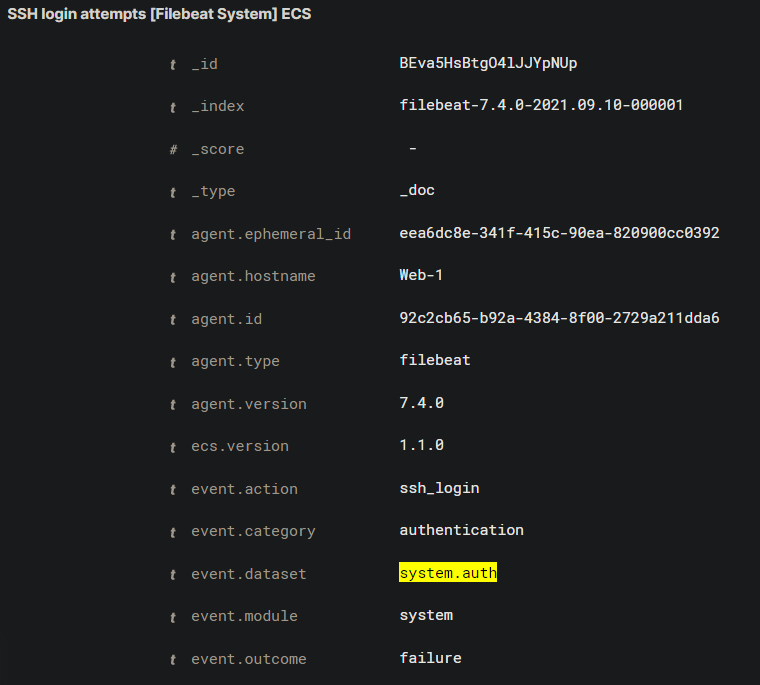 SSH login attempts [Filebeat System] ECS
t _id BEva5HsBtgO4lJJYpNUp
t _index filebeat-7.4.0-2021.09.10-000001
# _score -
t _type _doc
t agent.ephemeral_id eea6dc8e-341f-415c-90ea-820900cc0392
t agent.hostname Web-1
t agent.id 92c2cb65-b92a-4384-8f00-2729a211dda6
t agent.type filebeat
t agent.version 7.4.0
t ecs.version 1.1.0
t event.action ssh_login
t event.category authentication
t event.dataset system.auth
t event.module system
t event.outcome failure